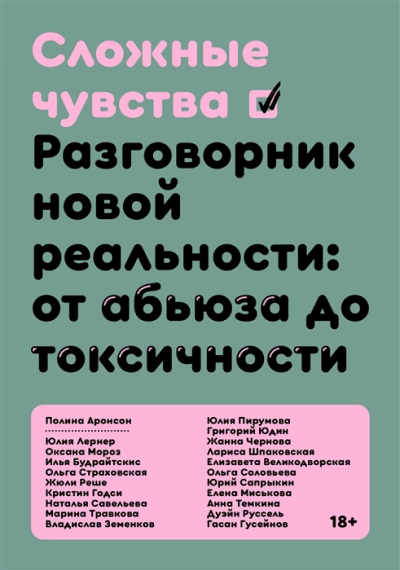 Сложные
чувства
Разговорник
новой
реальности:
от абьюза до
токсичности
Полина Аронсон
Юлия Лернер
Оксана Мороз
Илья Будрайтскис
Ольга Страховская
Жюли Реше
Кристин Годси
Наталья Савельева
Марина Травкова
Владислав Земенков
Юлия Пирумова
Григорий Юдин
Жанна Чернова
Лариса Шпаковская
Елизавета Великодворская
Ольга Соловьева
Юрий Сапрыкин
Елена Миськова
Анна Темкина
Дуэйн Руссель
Гасан Гусейнов
18+